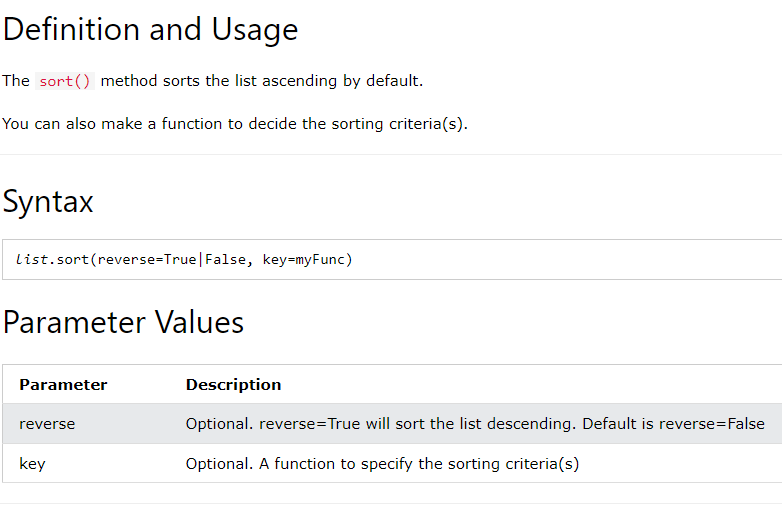 Definition and Usage
The sort() method sorts the list ascending by default.
You can also make a function to decide the sorting criteria(s).
Syntax
list.sort(reverse=True|False, key=myFunc)
Parameter Values
Parameter Description
reverse Optional. reverse=True will sort the list descending. Default is reverse=False
key Optional. A function to specify the sorting criteria(s)